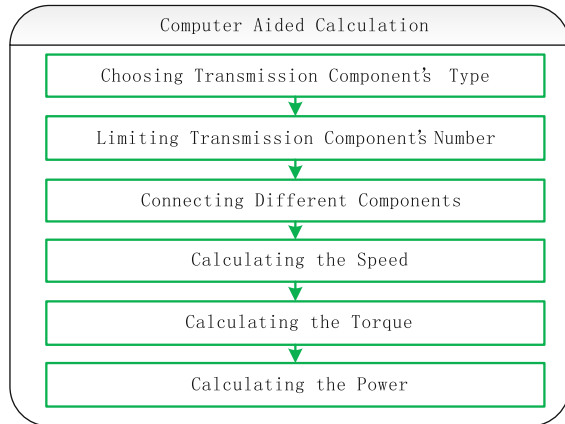 Computer Aided Calculation
Choosing Transmission Component's Type
Limiting Transmission Component's Number
Connecting Different Components
Calculating the Speed
Calculating the Torque
Calculating the Power